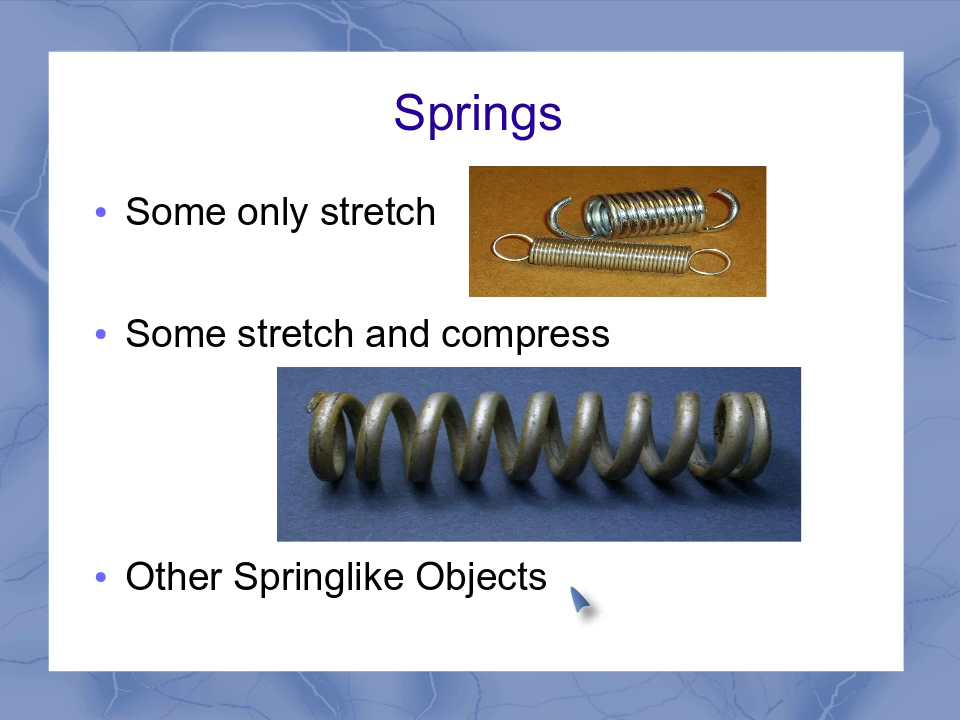 Springs
Some only stretch
Some stretch and compress
Other Springlike Objects